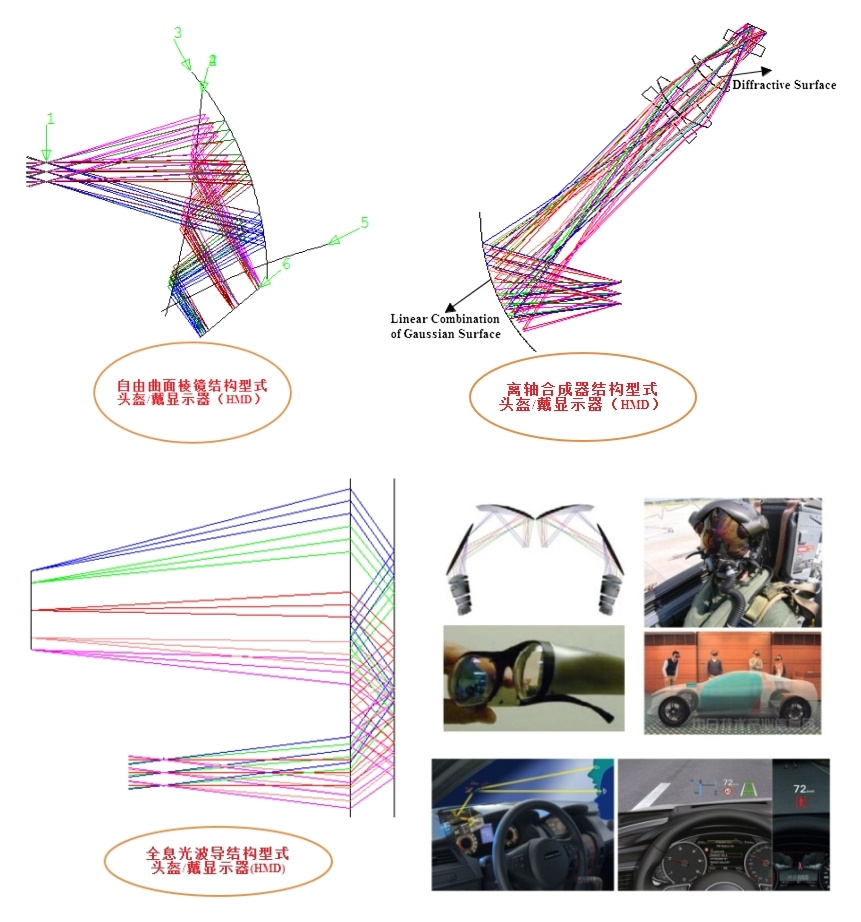 3
2
1
5
6
Diffractive Surface
Linear Combination
of Gaussian Surface
自由曲面棱镜结构型式
头盔/戴显示器（HMD）
离轴合成器结构型式
头盔/戴显示器（HMD）
全息光波导结构型式
头盔/戴显示器(HMD)
72
72